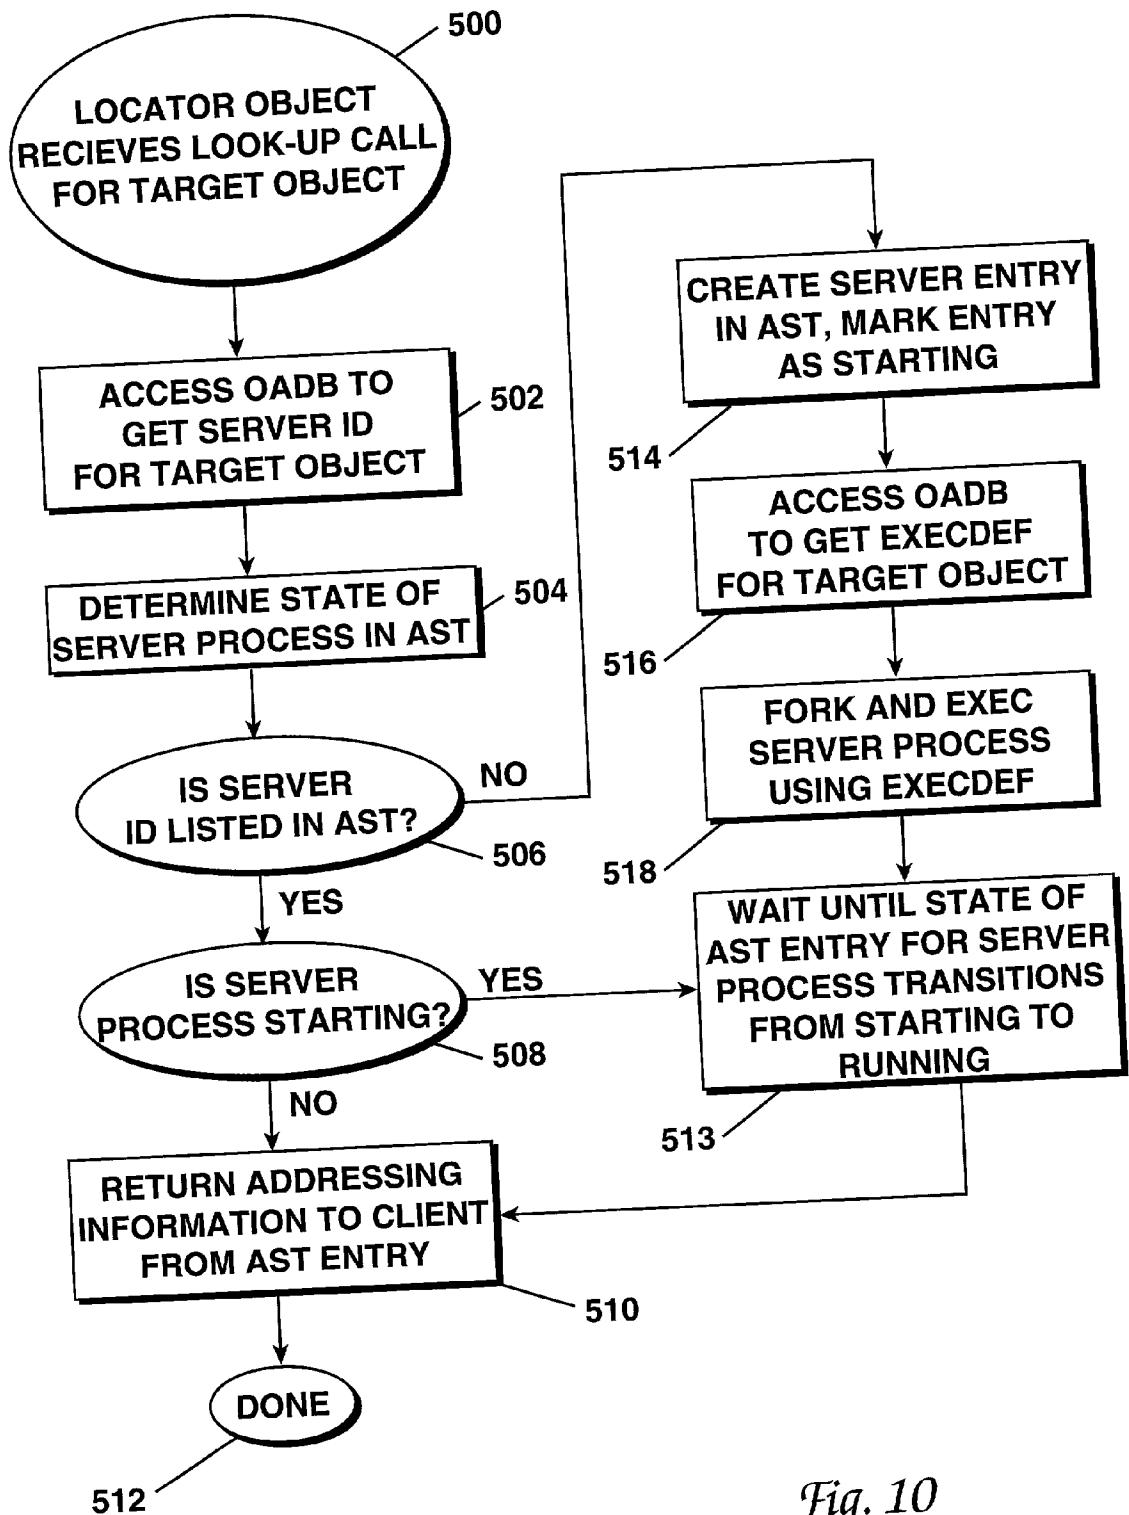 500
LOCATOR OBJECT
RECIEVES LOOK-UP CALL
FOR TARGET OBJECT
ACCESS OADB TO
GET SERVER ID
FOR TARGET OBJECT
502
DETERMINE STATE OF
SERVER PROCESS IN AST
504
IS SERVER
ID LISTED IN AST?
NO
506
YES
IS SERVER
PROCESS STARTING?
YES
508
NO
RETURN ADDRESSING
INFORMATION TO CLIENT
FROM AST ENTRY
510
DONE
512
CREATE SERVER ENTRY
IN AST, MARK ENTRY
AS STARTING
514
ACCESS OADB
TO GET EXECDEF
FOR TARGET OBJECT
516
FORK AND EXEC
SERVER PROCESS
USING EXECDEF
518
WAIT UNTIL STATE OF
AST ENTRY FOR SERVER
PROCESS TRANSITIONS
FROM STARTING TO
RUNNING
513
Fig. 10